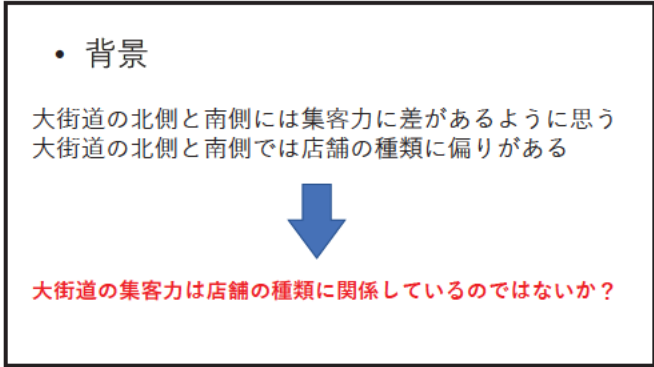 • 背景
大街道の北側と南側には集客力に差があるように思う
大街道の北側と南側では店舗の種類に偏りがある
大街道の集客力は店舗の種類に関係しているのではないか？